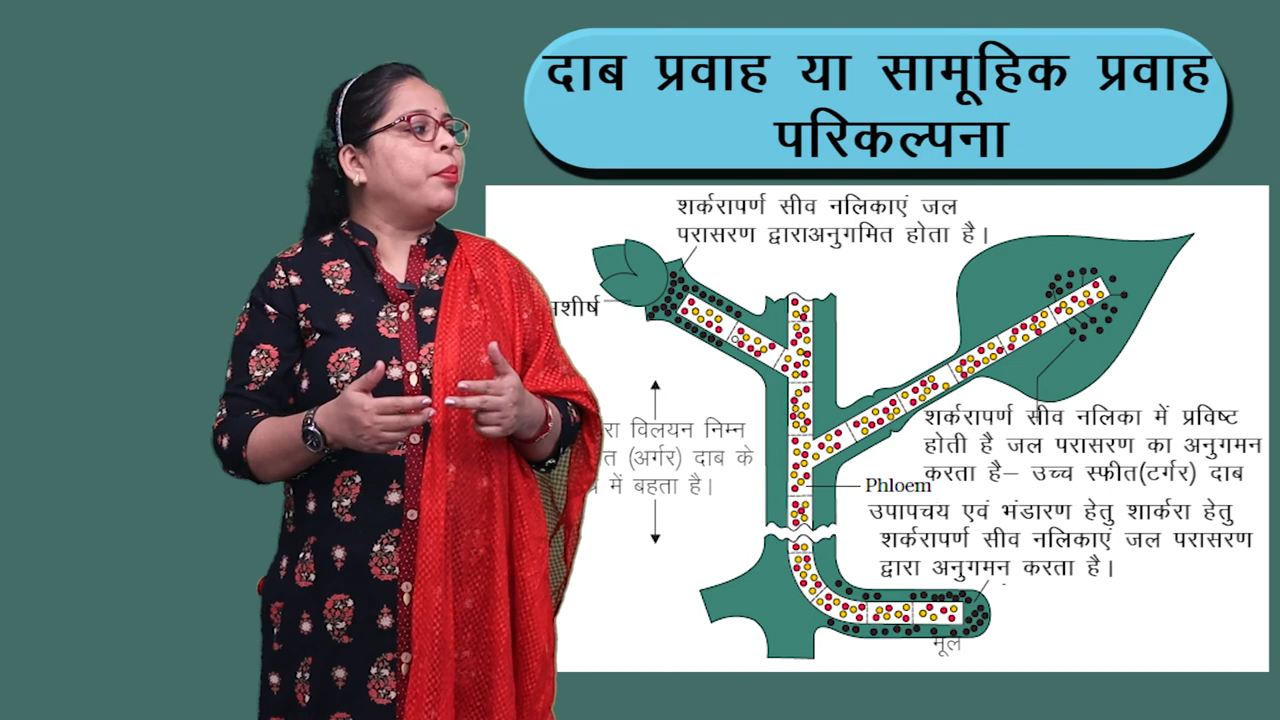 दाब प्रवाह या सामूहिक प्रवाह
परिकल्पना
शर्करापर्ण सीव नलिकाएं जल
परासरण द्वाराअनुगमित होता है।
विलयन निम्न
(अर्गर) दाब के
में बहता है।
शर्करापर्ण सीव नलिका में प्रविष्ट
होती है जल परासरण का अनुगमन
करता है– उच्च स्फीत(टर्गर) दाब
Phloem
उपापचय एवं भंडारण हेतु शार्करा हेतु
शर्करापर्ण सीव नलिकाएं जल परासरण
द्वारा अनुगमन करता है।
मूल